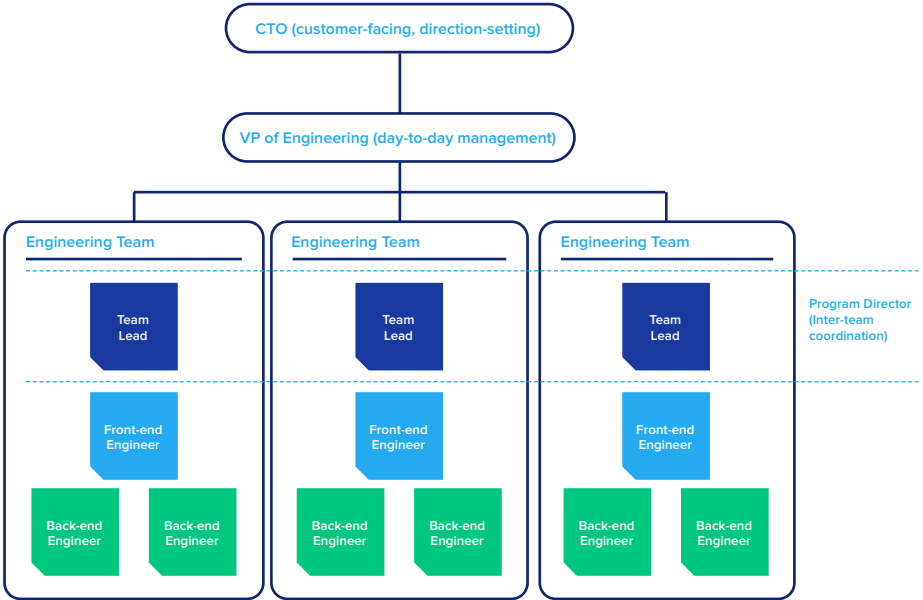 CTO (customer-facing, direction-setting)
VP of Engineering (day-to-day management)
Engineering Team
Engineering Team
Engineering Team
Team
Lead
Team
Lead
Team
Lead
Program Director
(Inter-team
coordination)
Front-end
Engineer
Front-end
Engineer
Front-end
Engineer
Back-end
Engineer
Back-end
Engineer
Back-end
Engineer
Back-end
Engineer
Back-end
Engineer
Back-end
Engineer